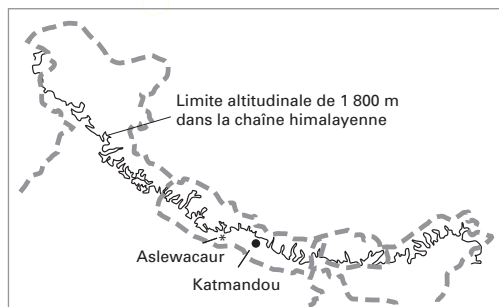 Limite altitudinale de 1 800 m
dans la chaîne himalayenne
Aslewacaur
Katmandou